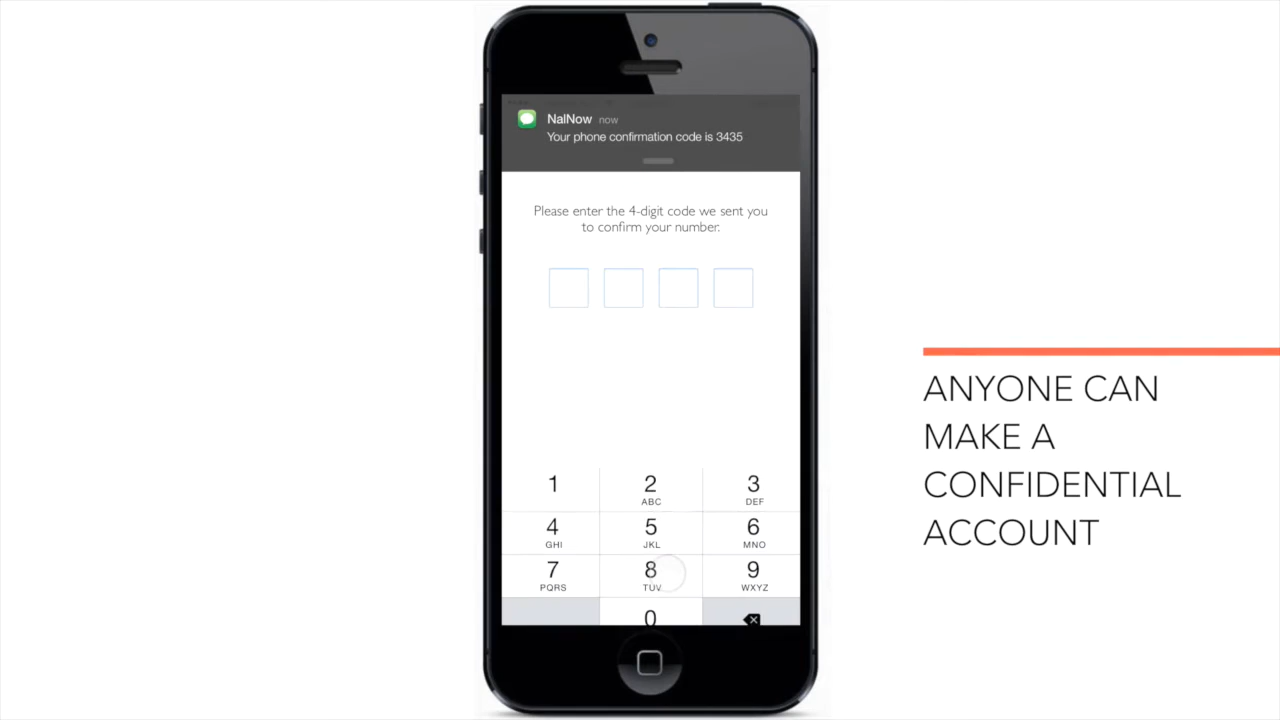 NalNow now
Your phone confirmation code is 3435
Please enter the 4-digit code we sent you
to confirm your number.
1 2 3
ABC DEF
4 5 6
GHI JKL MNO
7 8 9
PQRS TUV WXYZ
0
ANYONE CAN
MAKE A
CONFIDENTIAL
ACCOUNT